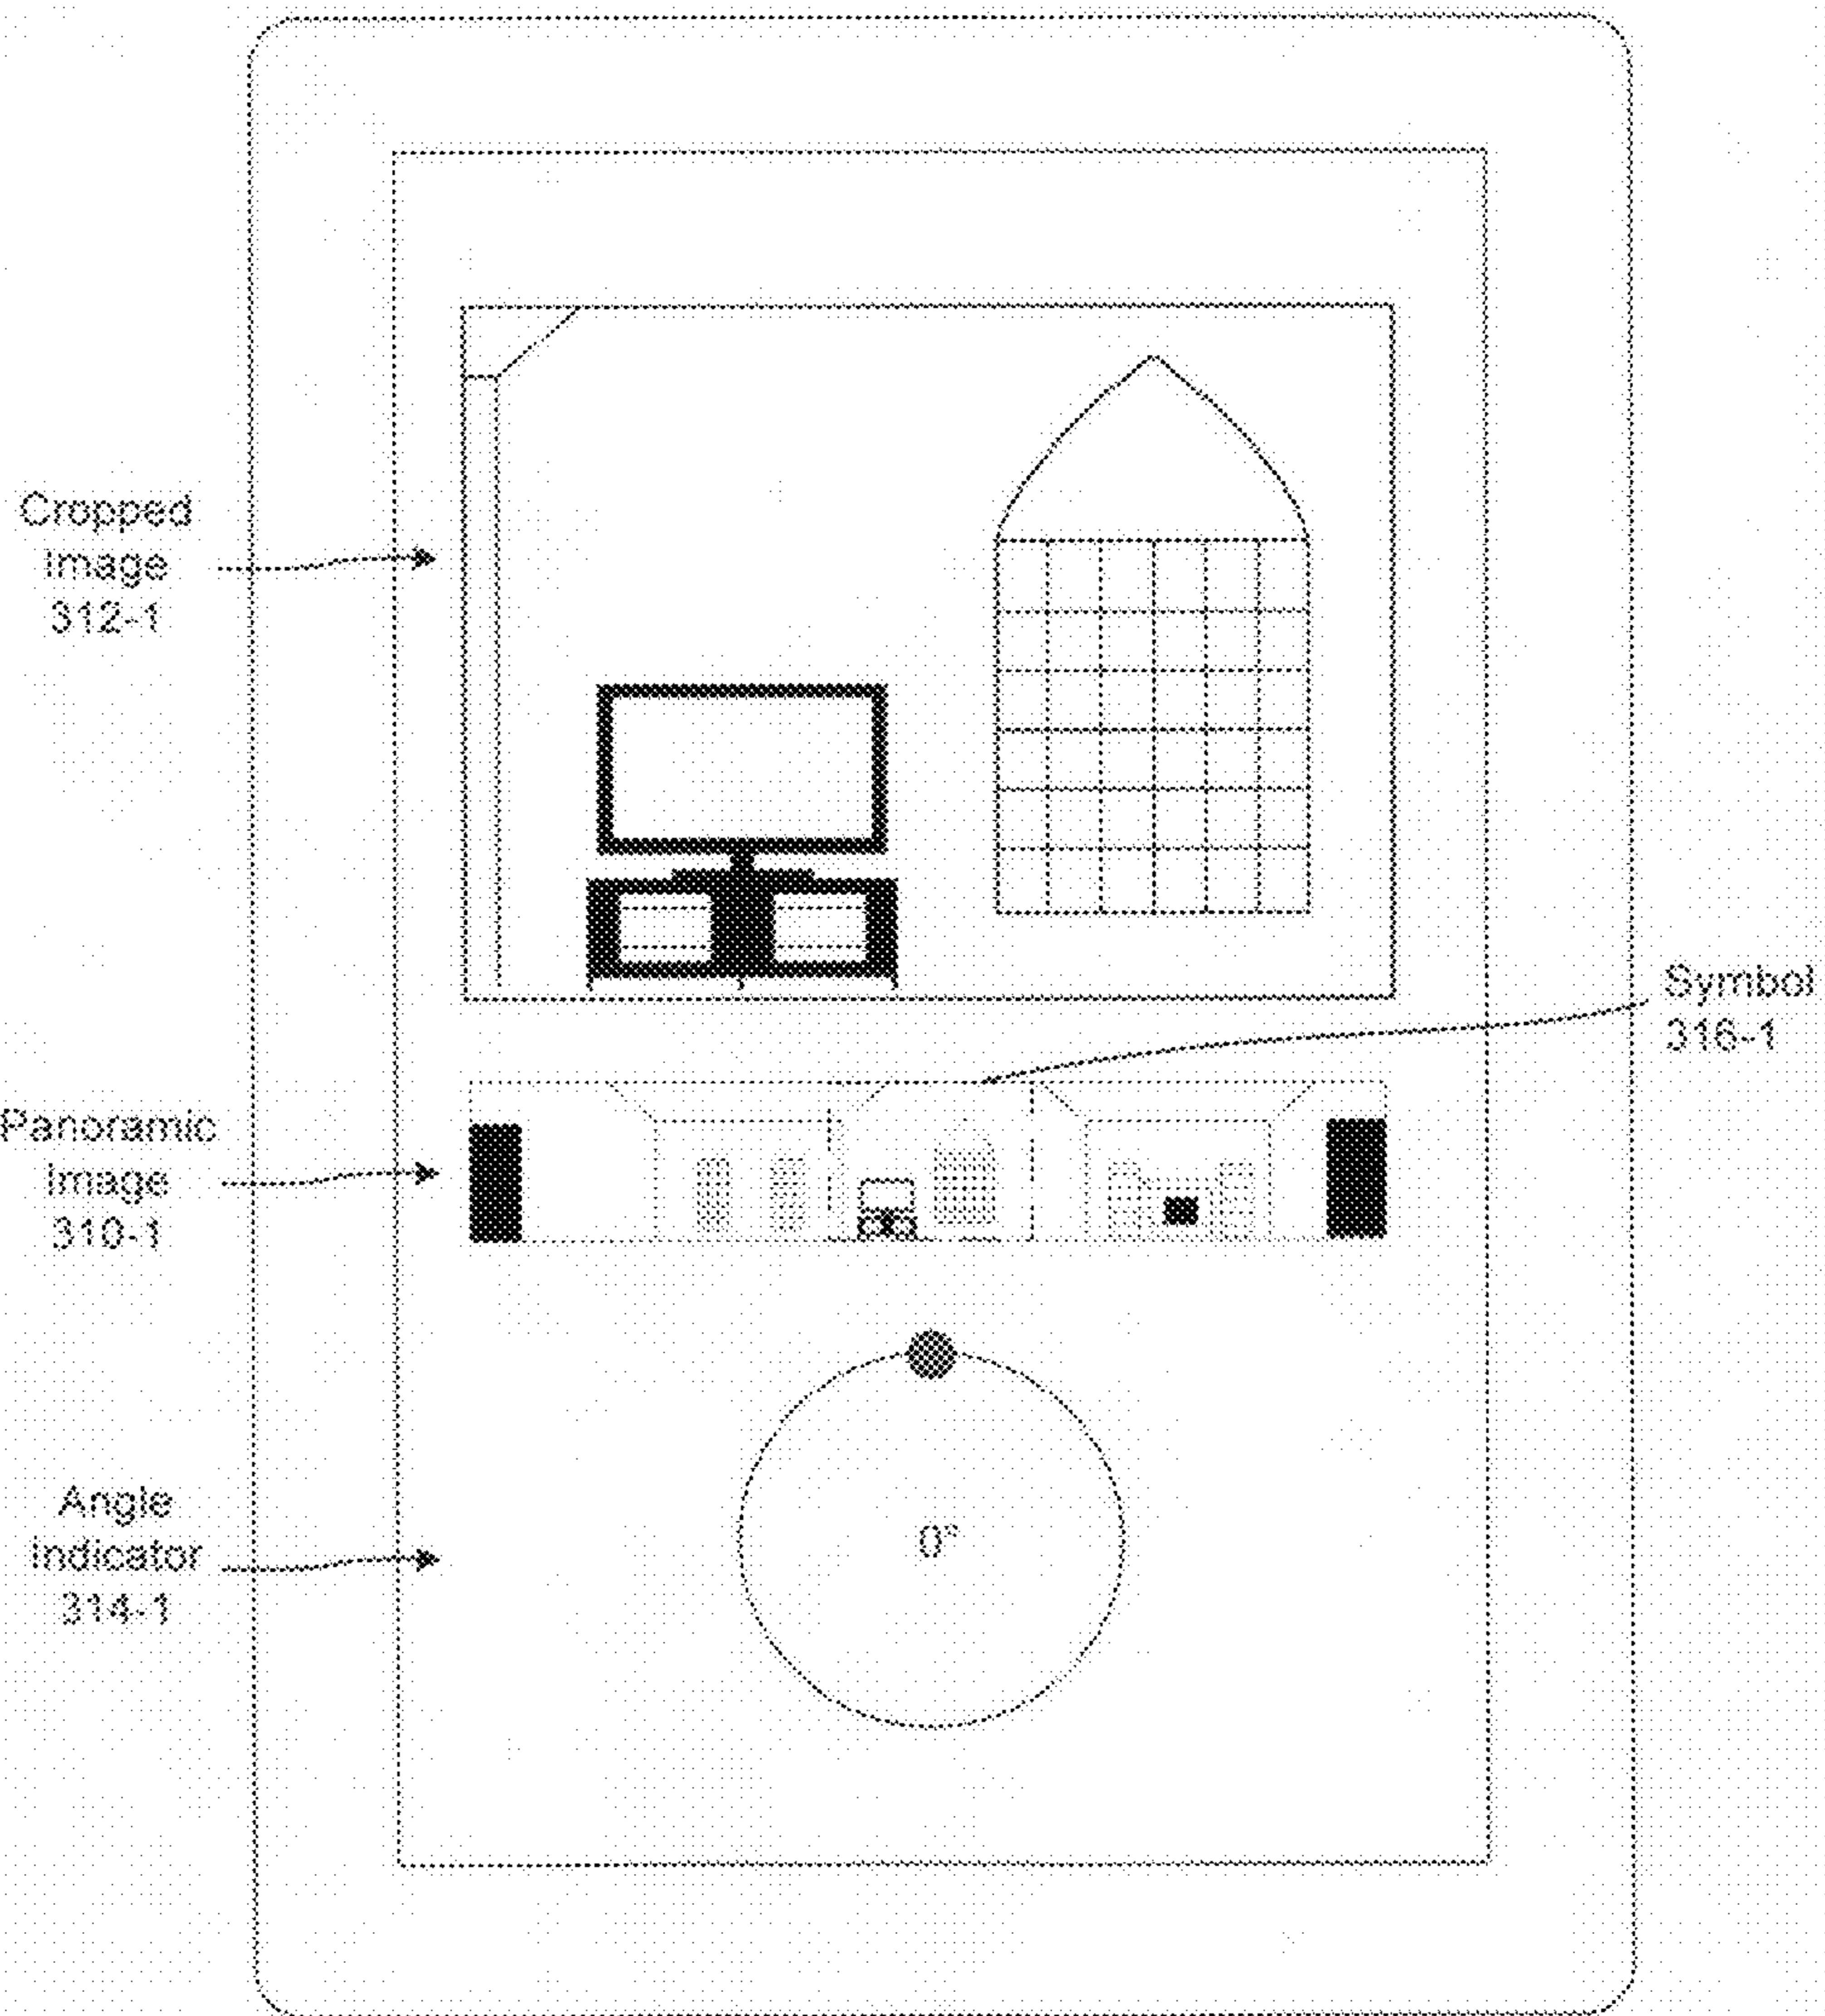 Cropped
Image
312-1
Symbol
316-1
Panoramic
Image
310-1
Angle
Indicator
314-1
0°